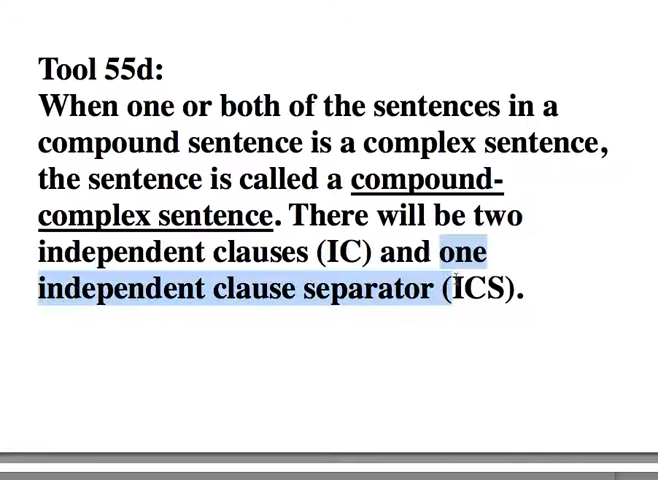 Tool 55d:
When one or both of the sentences in a
compound sentence is a complex sentence,
the sentence is called a compound-
complex sentence. There will be two
independent clauses (IC) and one
independent clause separator (ICS).